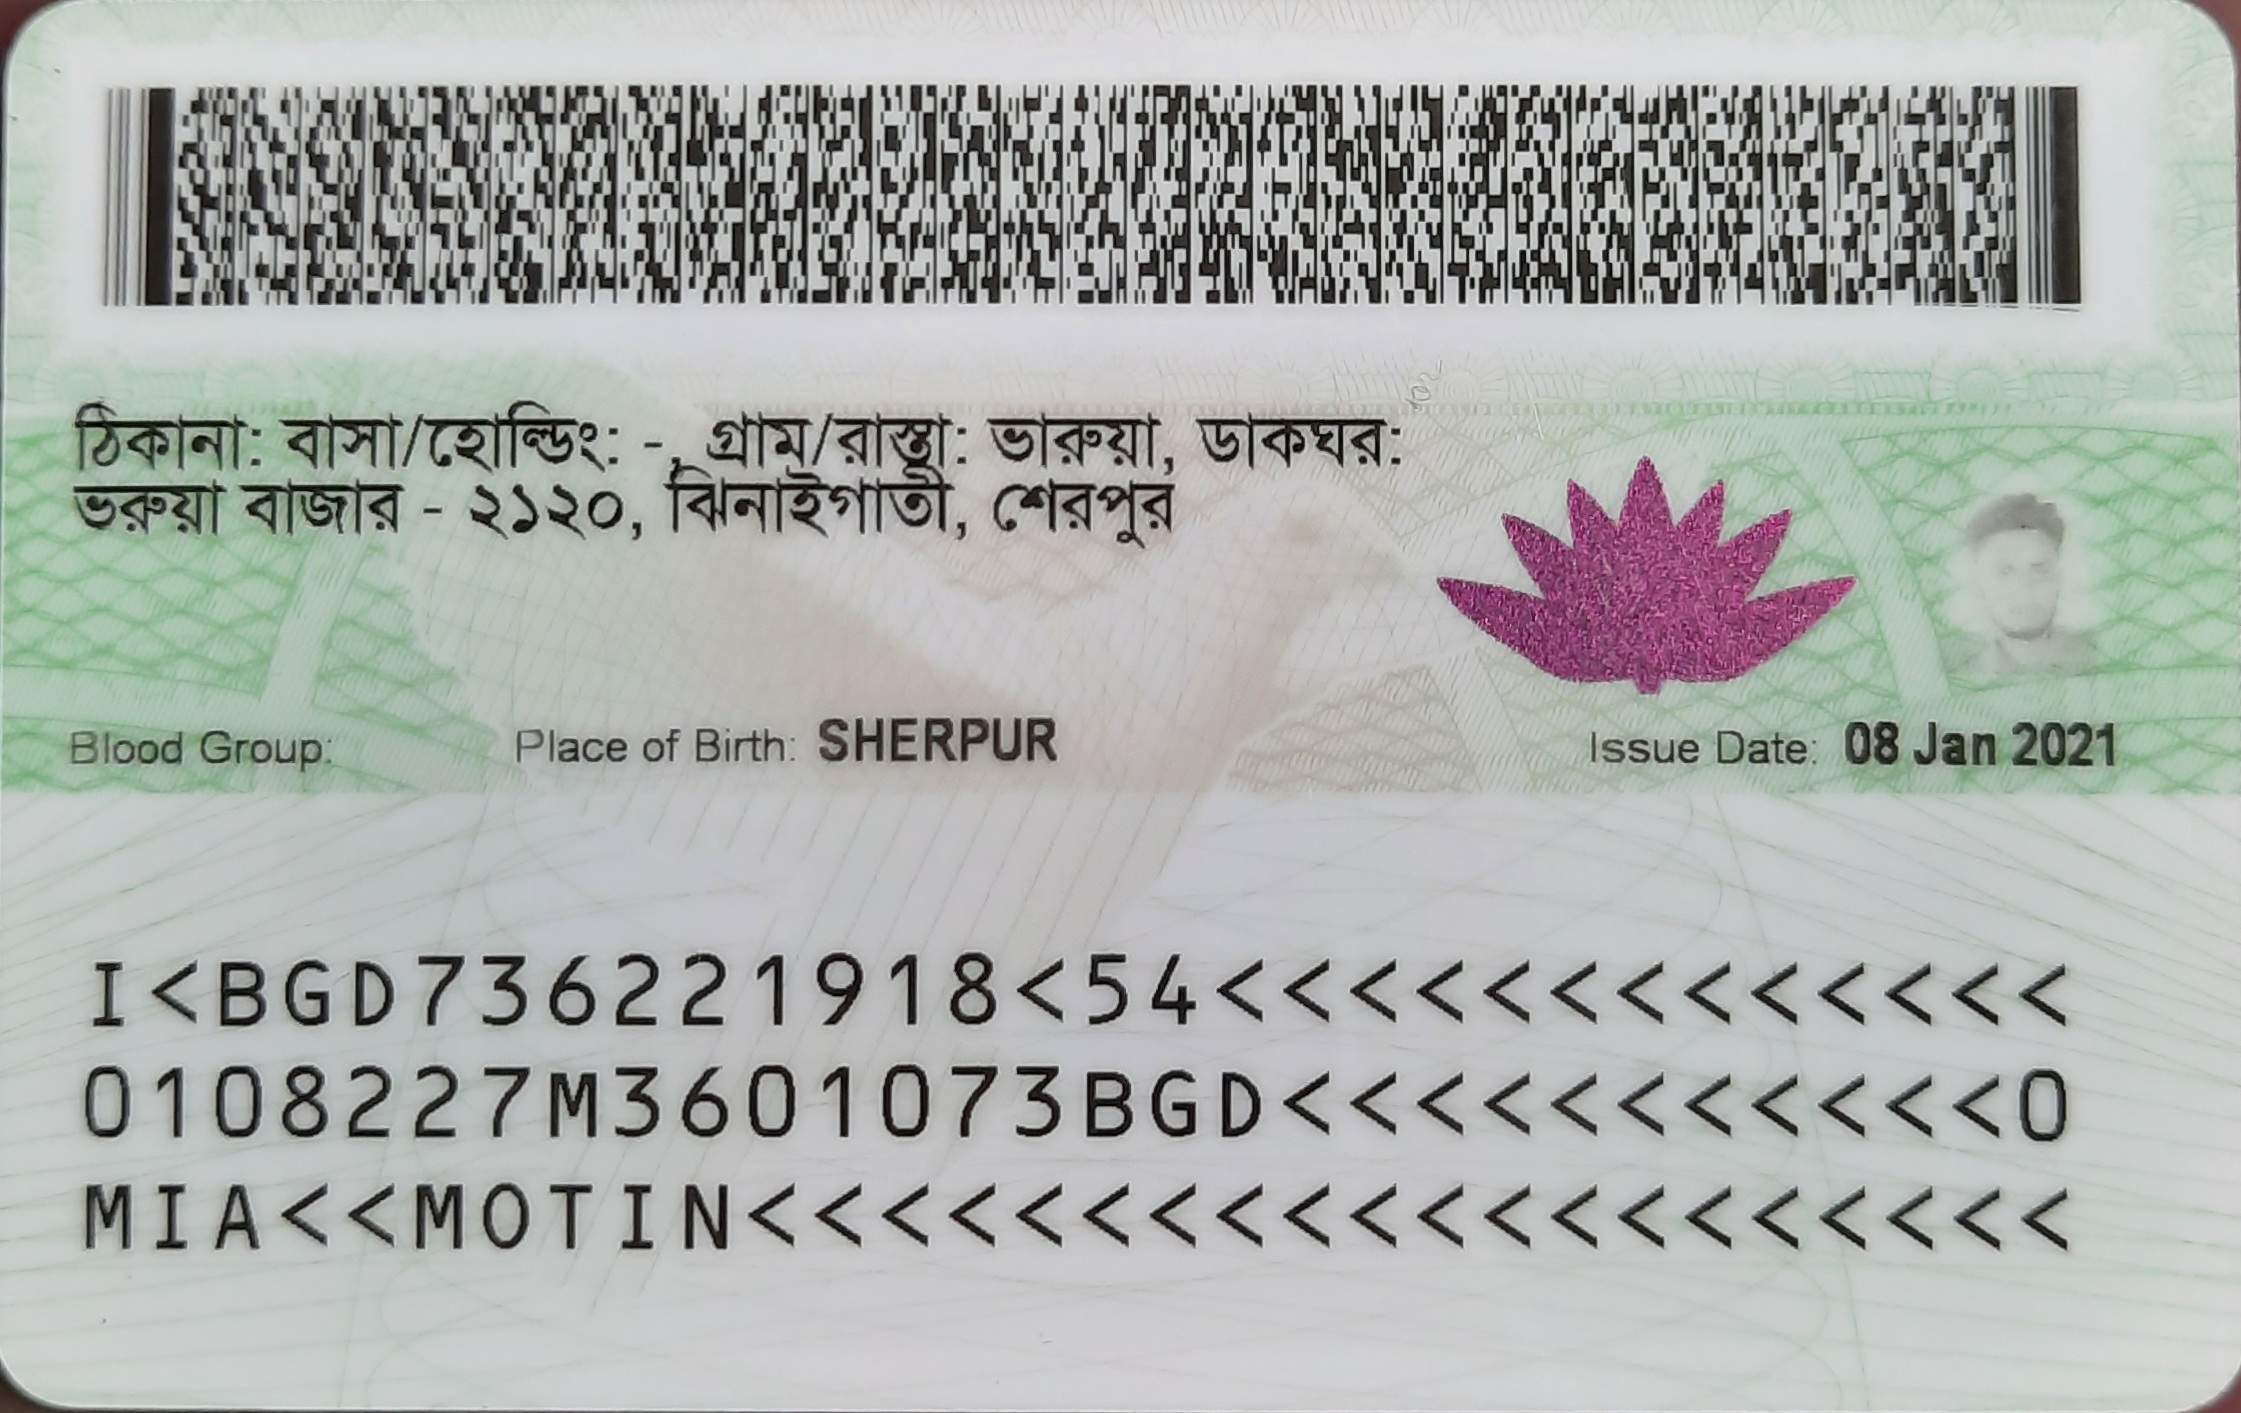 ঠিকানা: বাসা/হোল্ডিং: -, গ্রাম/রাস্তা: ভারুয়া, ডাকঘর:
ভরুয়া বাজার - ২১২০, ঝিনাইগাতী, শেরপুর
Blood Group: Place of Birth: SHERPUR Issue Date: 08 Jan 2021
I<BGD736221918<54<<<<<<<<<<<<<
0108227M3601073BGD<<<<<<<<<<<0
MIA<<MOTIN<<<<<<<<<<<<<<<<<<<<